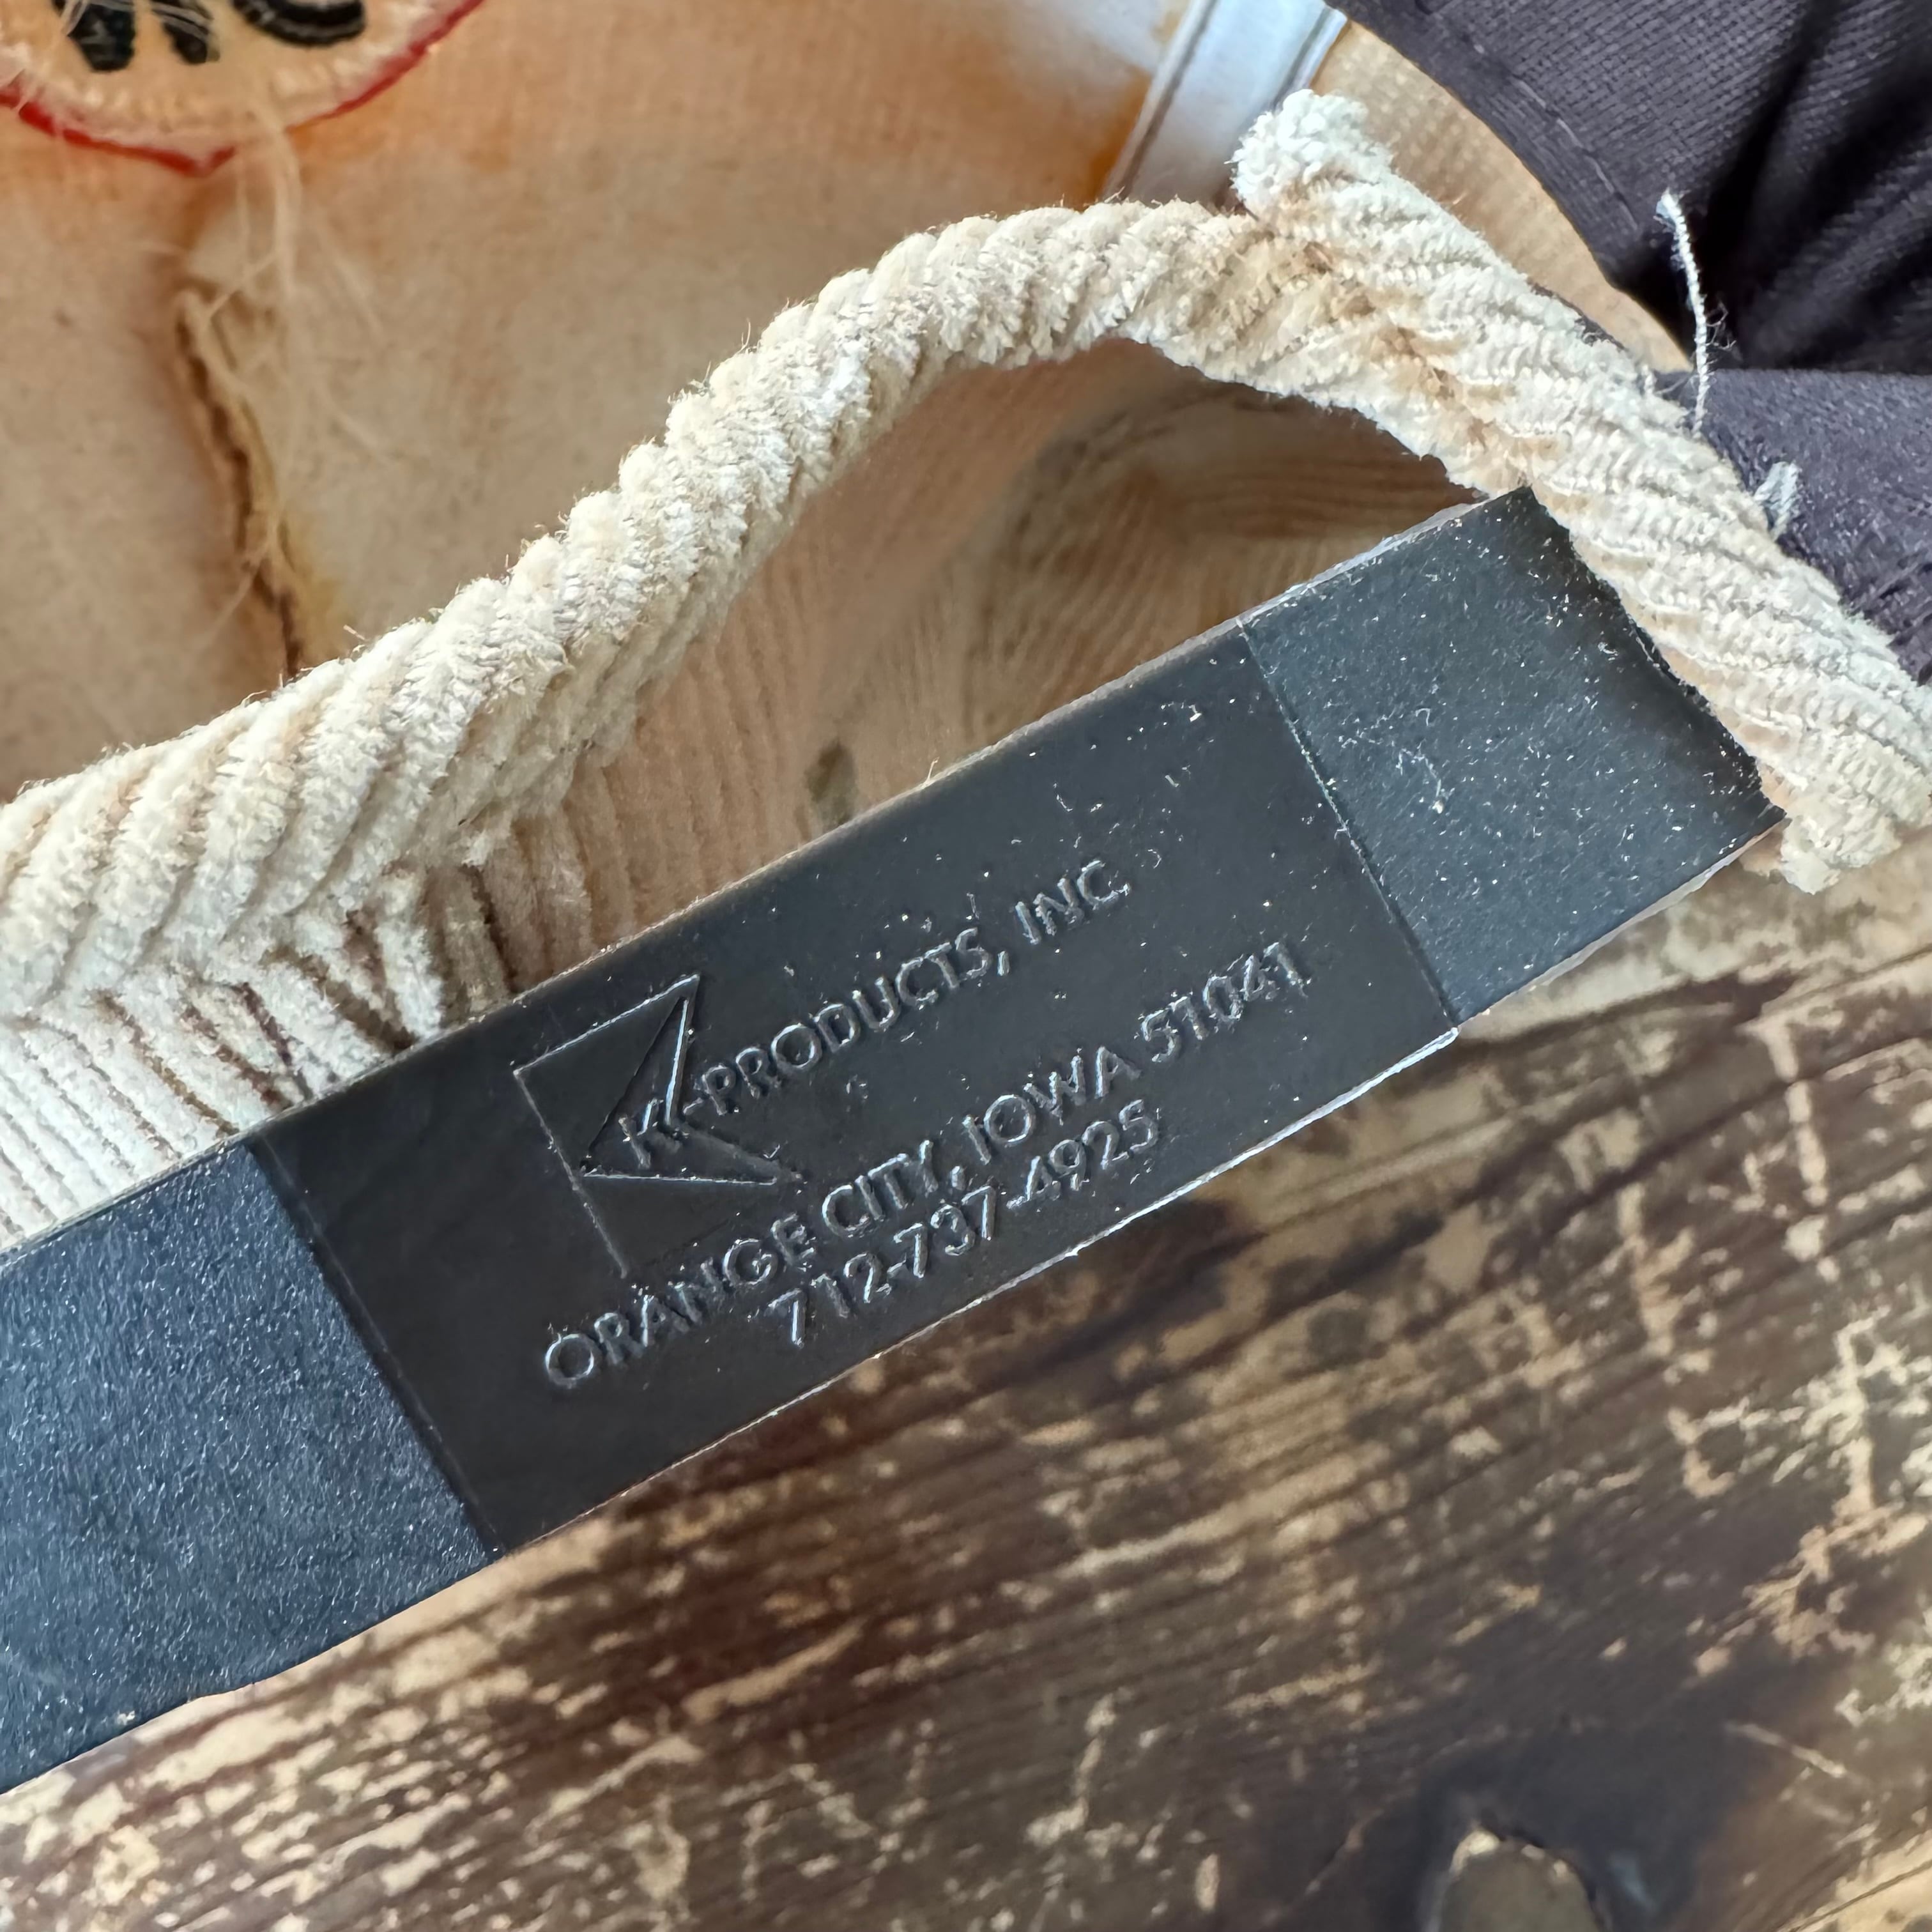 K-PRODUCTS, INC.
ORANGE CITY, IOWA 51041
712-737-4925